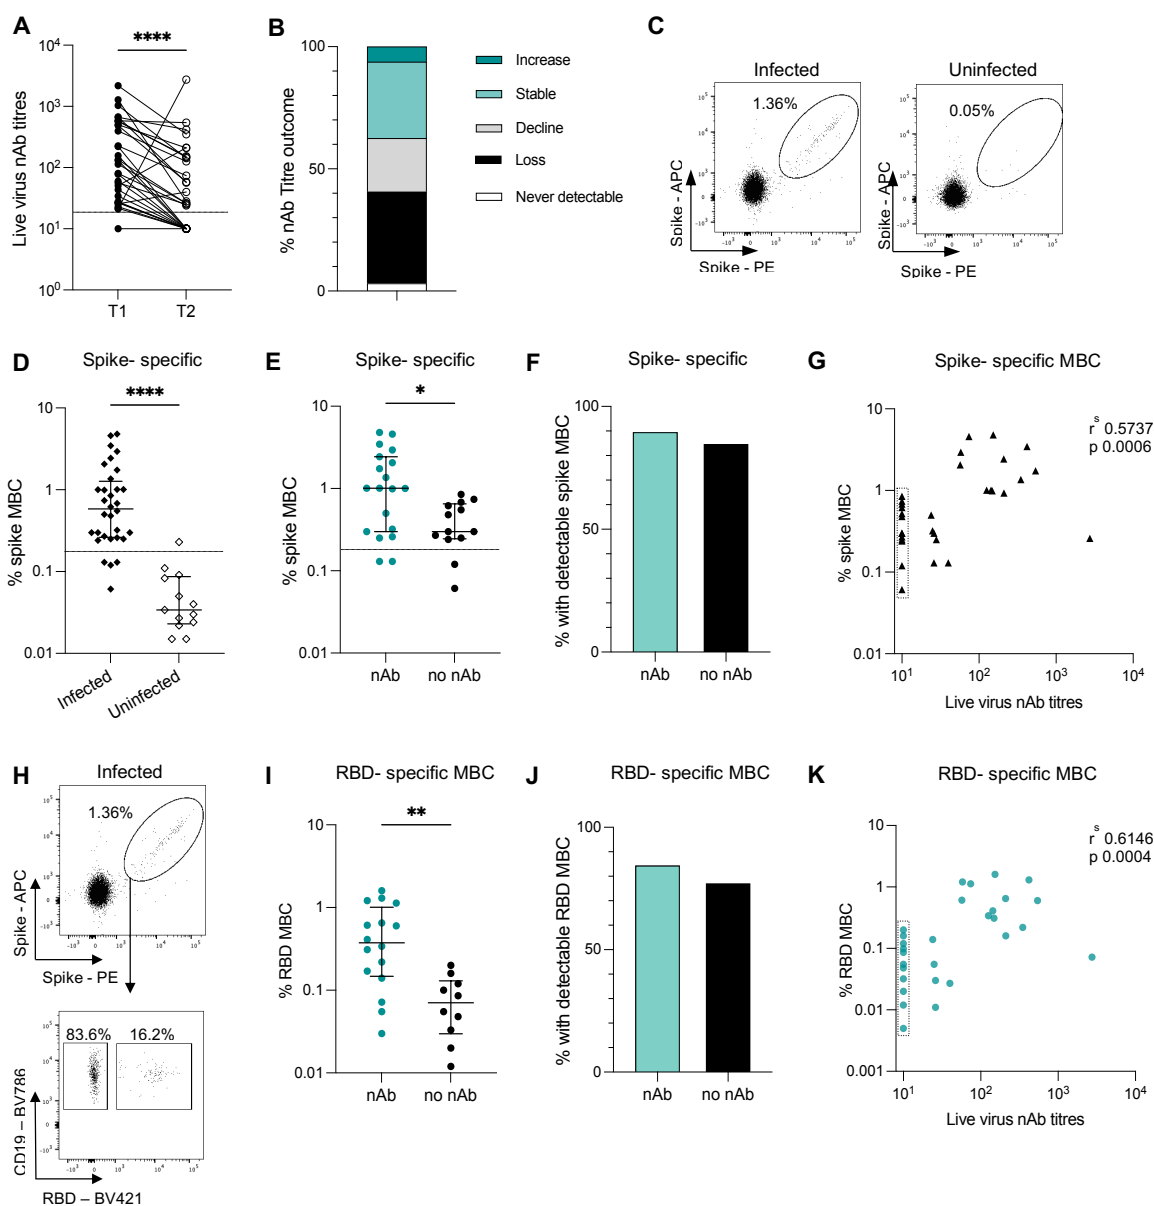 A
****
Live virus nAb titres
10⁴
10³
10²
10¹
10⁰
T1
T2
B
% nAb Titre outcome
100
50
0
Increase
Stable
Decline
Loss
Never detectable
C
Infected
1.36%
Spike - APC
Spike - PE
Uninfected
0.05%
Spike - APC
Spike - PE
D
Spike- specific
****
% spike MBC
10
1
0.1
0.01
Infected
Uninfected
E
Spike- specific
*
% spike MBC
10
1
0.1
0.01
nAb
no nAb
F
Spike- specific
% with detectable spike MBC
100
50
0
nAb
no nAb
G
Spike- specific MBC
rˢ 0.5737
p 0.0006
% spike MBC
10
1
0.1
0.01
10¹
10²
10³
10⁴
Live virus nAb titres
H
Infected
1.36%
Spike - APC
Spike - PE
83.6%
16.2%
CD19 – BV786
RBD – BV421
I
RBD- specific MBC
**
% RBD MBC
10
1
0.1
0.01
nAb
no nAb
J
RBD- specific MBC
% with detectable RBD MBC
100
50
0
nAb
no nAb
K
RBD- specific MBC
rˢ 0.6146
p 0.0004
% RBD MBC
10
1
0.1
0.01
0.001
10¹
10²
10³
10⁴
Live virus nAb titres